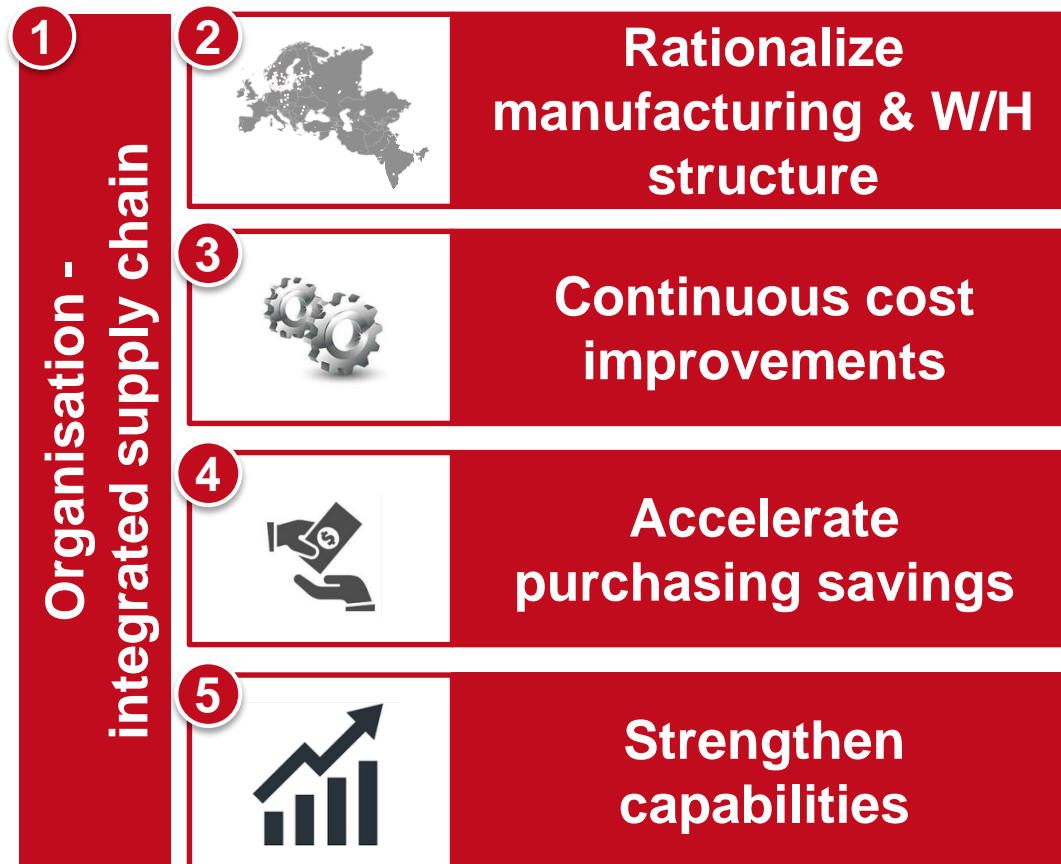 1
Organisation -
integrated supply chain
2
Rationalize
manufacturing & W/H
structure
3
Continuous cost
improvements
4
$
Accelerate
purchasing savings
5
Strengthen
capabilities